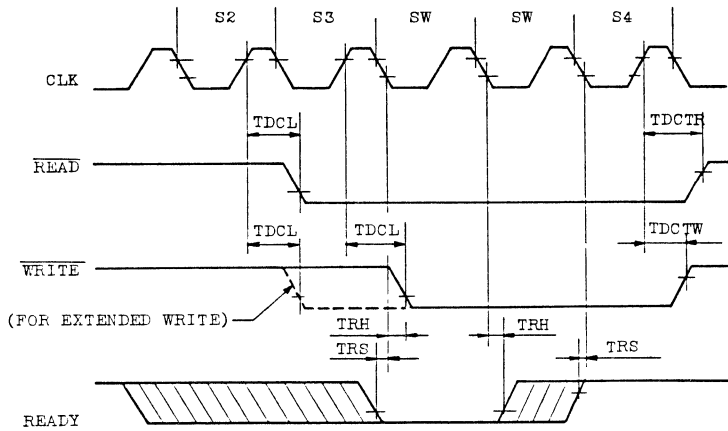 S2 S3 SW SW S4
CLK
TDCL TDCTR
READ
TDCL TDCL TDCTW
WRITE
(FOR EXTENDED WRITE)
TRH TRH
TRS TRS
READY